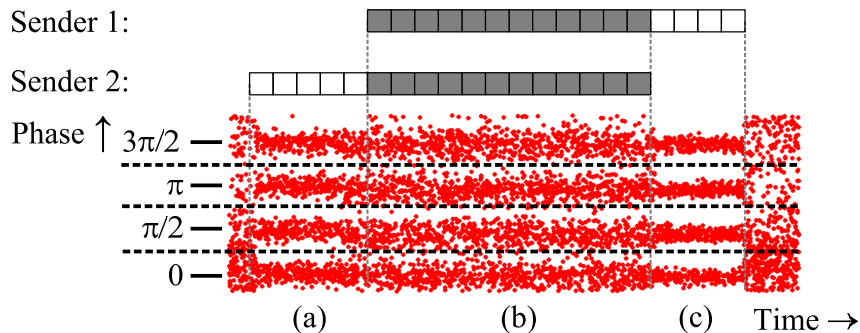 Sender 1:
Sender 2:
Phase ↑
3π/2
π
π/2
0
(a) (b) (c)
Time →